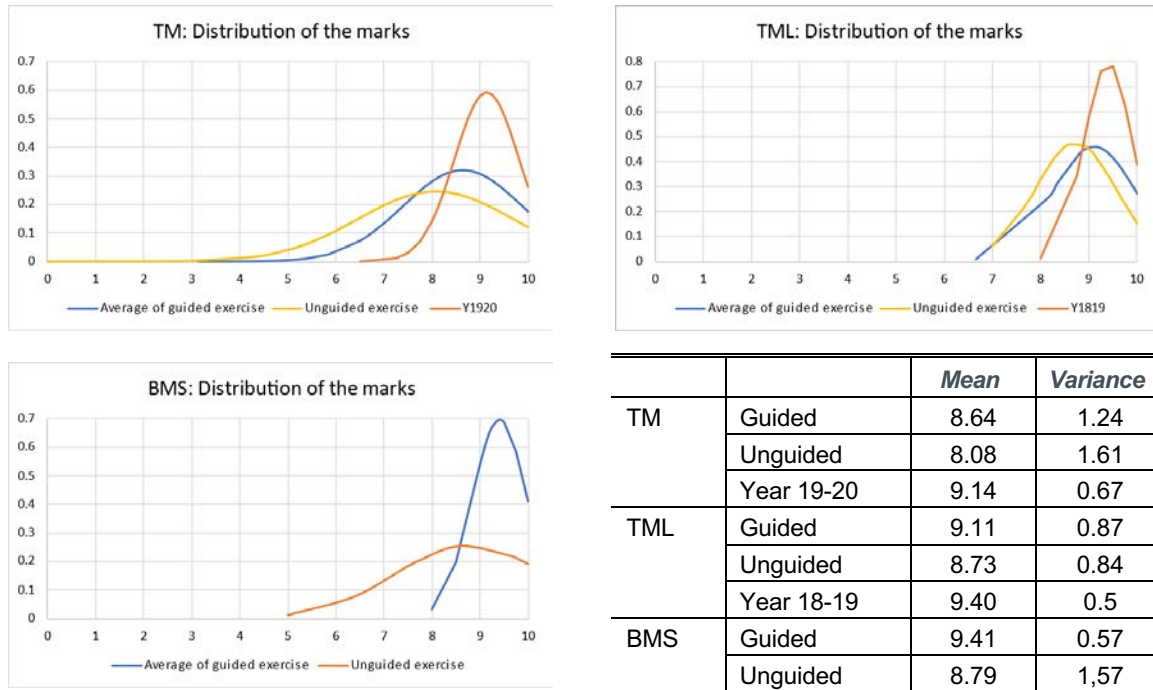 TM: Distribution of the marks
0.7
0.6
0.5
0.4
0.3
0.2
0.1
0
0 1 2 3 4 5 6 7 8 9 10
Average of guided exercise Unguided exercise Y1920
TML: Distribution of the marks
0.8
0.7
0.6
0.5
0.4
0.3
0.2
0.1
0
0 1 2 3 4 5 6 7 8 9 10
Average of guided exercise Unguided exercise Y1819
BMS: Distribution of the marks
0.7
0.6
0.5
0.4
0.3
0.2
0.1
0
0 1 2 3 4 5 6 7 8 9 10
Average of guided exercise Unguided exercise
Mean Variance
TM Guided 8.64 1.24
Unguided 8.08 1.61
Year 19-20 9.14 0.67
TML Guided 9.11 0.87
Unguided 8.73 0.84
Year 18-19 9.40 0.5
BMS Guided 9.41 0.57
Unguided 8.79 1,57